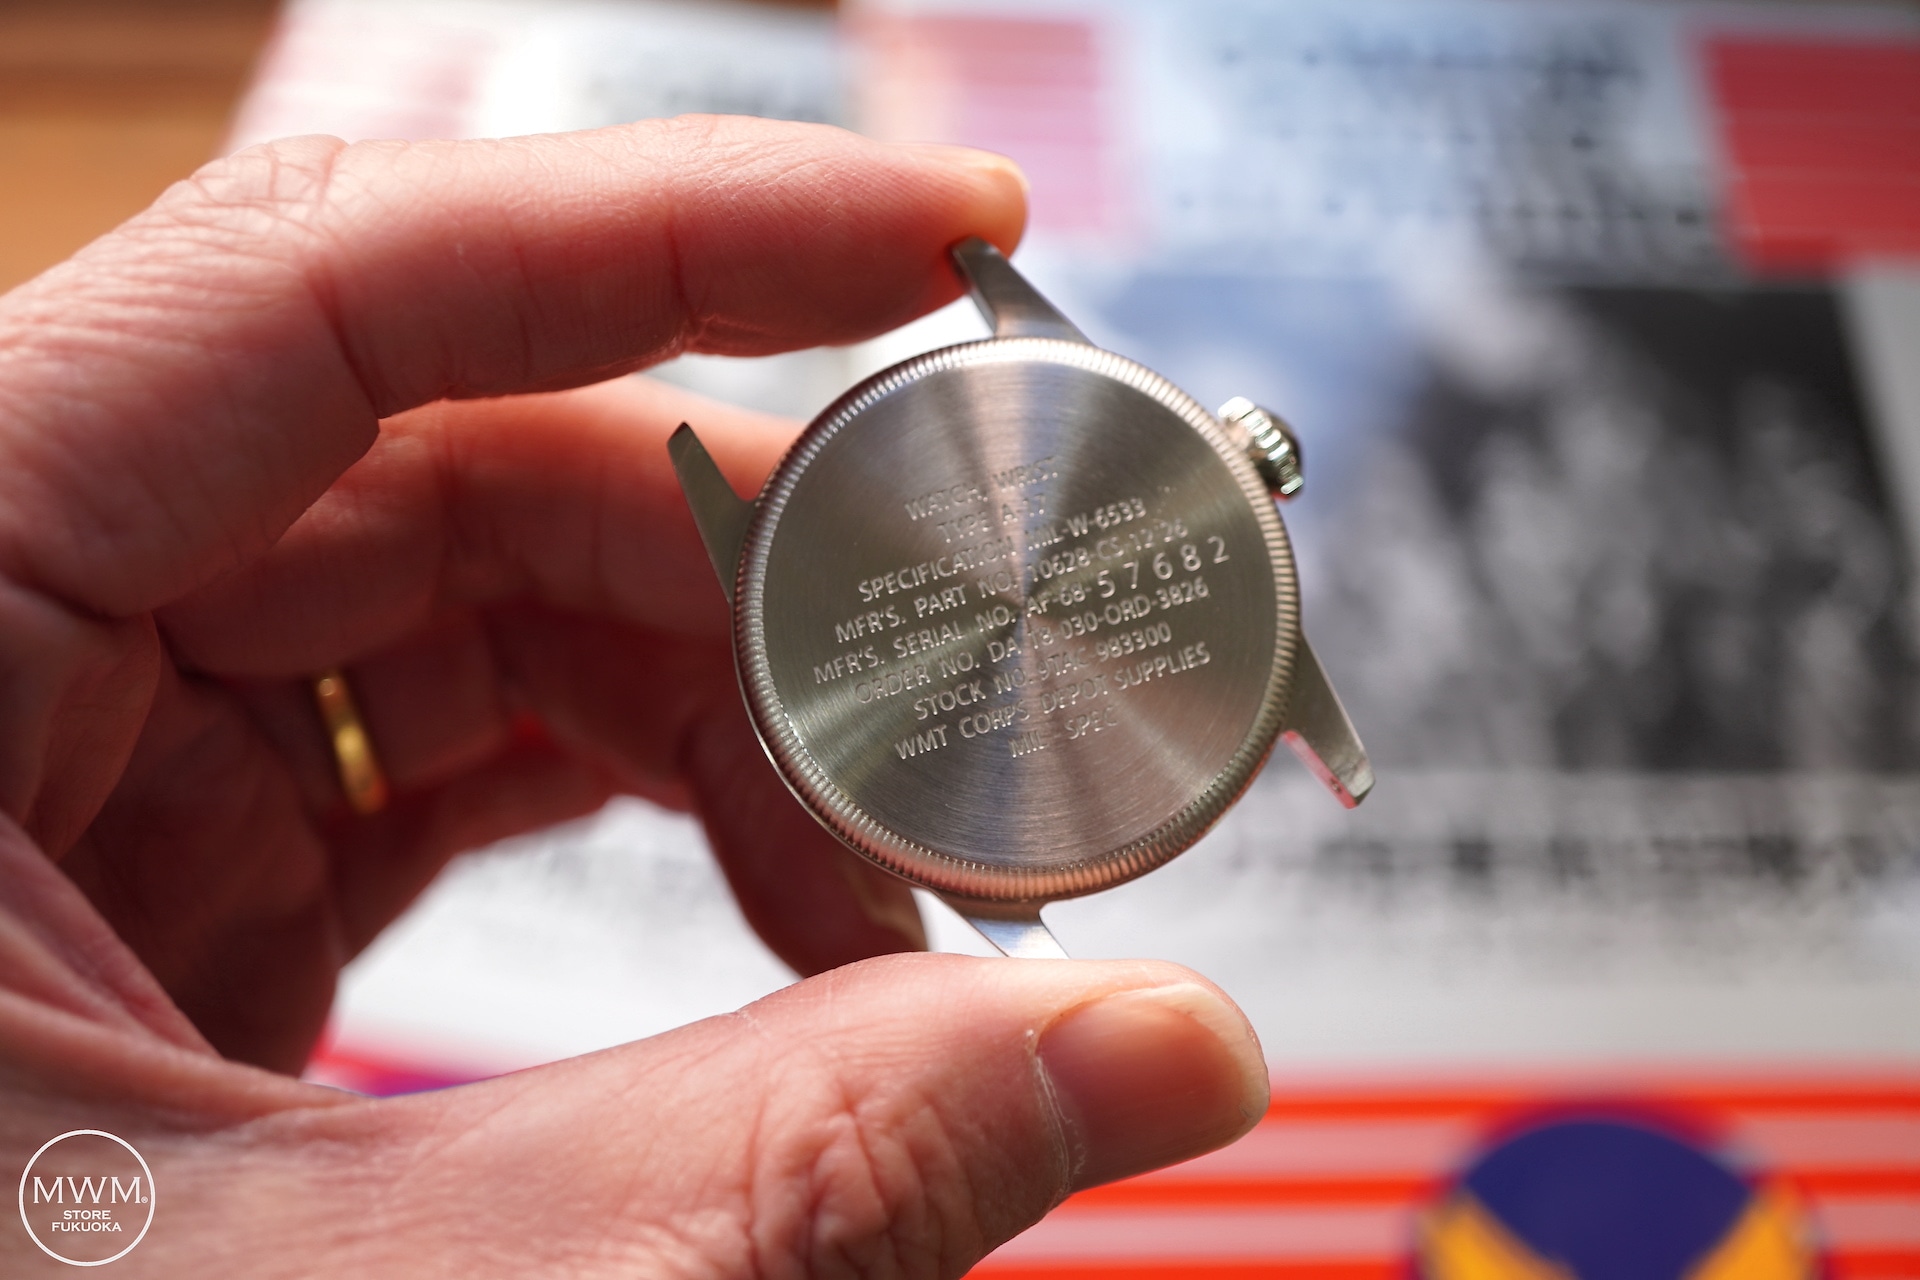 WATCH, WRIST
TYPE A-17
SPECIFICATION MIL-W-6533
MFR'S. PART NO. 10628-CS-12-26
MFR'S. SERIAL NO. AF-68-57682
ORDER NO. DA-18-030-ORD-3826
STOCK NO. 9TAC-983300
WMT CORPS DEPOT SUPPLIES
MIL SPEC
MWM®
STORE
FUKUOKA